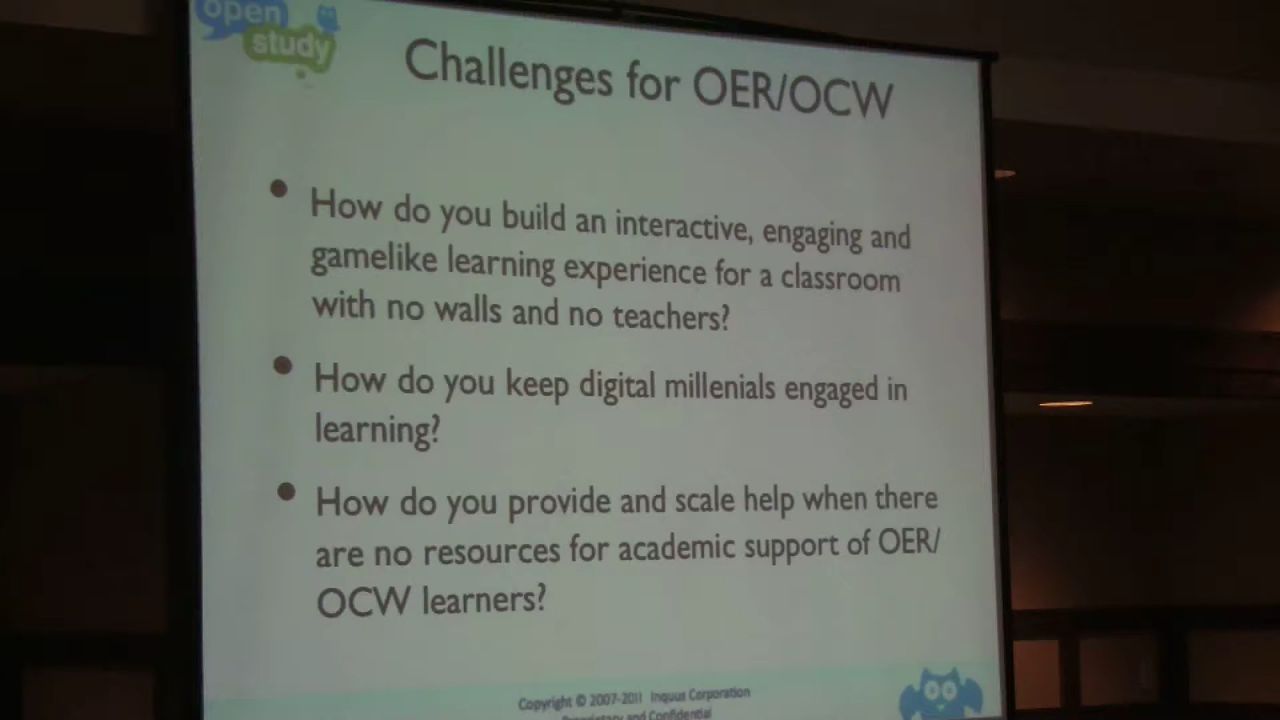 open
study
Challenges for OER/OCW
• How do you build an interactive, engaging and
gamelike learning experience for a classroom
with no walls and no teachers?
• How do you keep digital millenials engaged in
learning?
• How do you provide and scale help when there
are no resources for academic support of OER/
OCW learners?
Copyright © 2007-2011 Inquus Corporation
Proprietary and Confidential